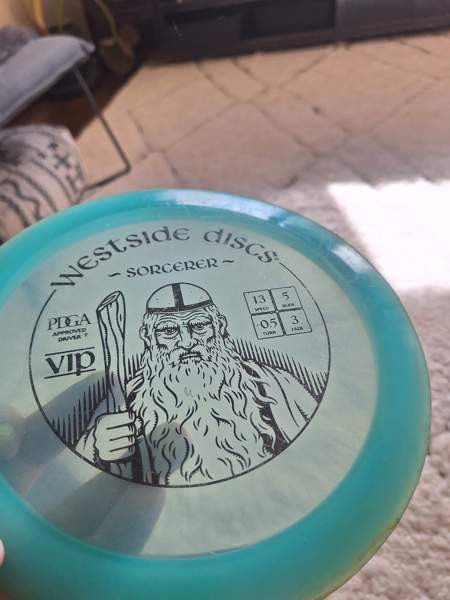 WESTSIDE DISCS!
~ SORCERER ~
PDGA
APPROVED
DRIVER
VIP
13 5
SPEED GLIDE
-0.5 3
TURN FADE